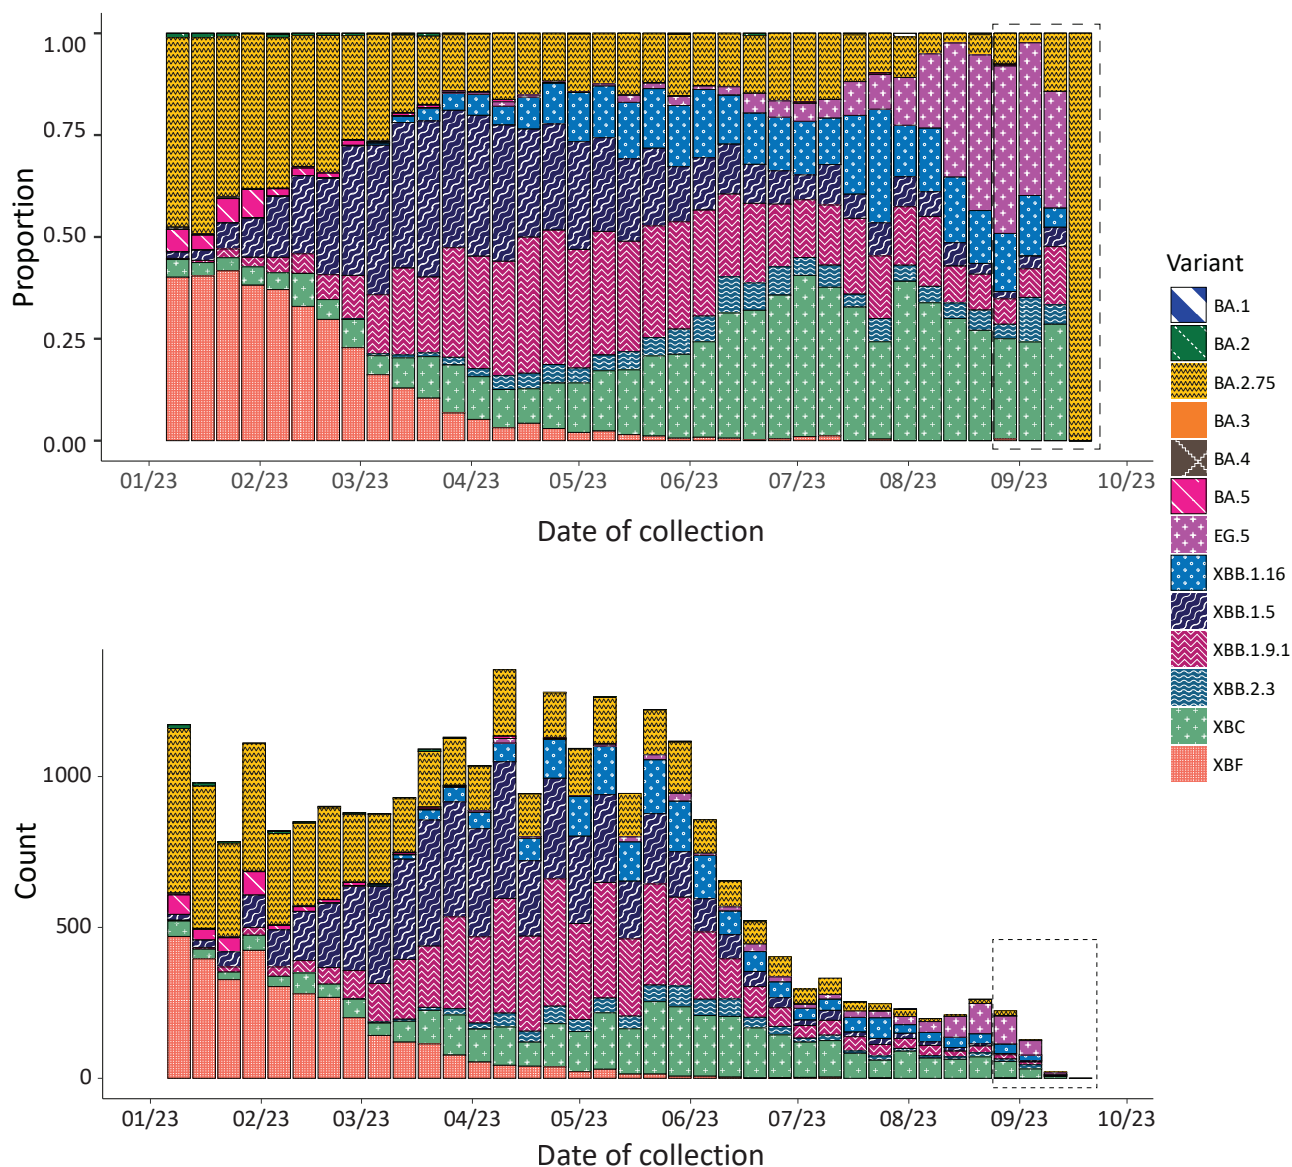 1.00
0.75
0.50
0.25
0.00
Proportion
01/23 02/23 03/23 04/23 05/23 06/23 07/23 08/23 09/23 10/23
Date of collection
Variant
BA.1
BA.2
BA.2.75
BA.3
BA.4
BA.5
EG.5
XBB.1.16
XBB.1.5
XBB.1.9.1
XBB.2.3
XBC
XBF
1000
500
0
Count
01/23 02/23 03/23 04/23 05/23 06/23 07/23 08/23 09/23 10/23
Date of collection